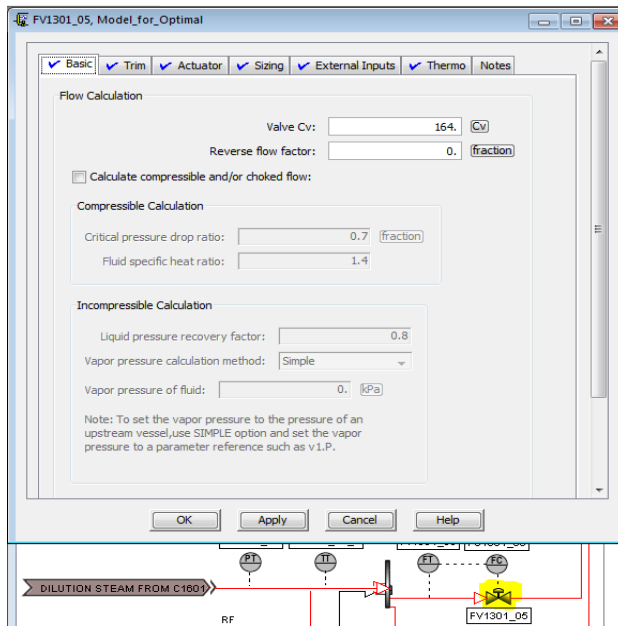 FV1301_05, Model_for_Optimal
Basic Trim Actuator Sizing External Inputs Thermo Notes
Flow Calculation
Valve Cv: 164. Cv
Reverse flow factor: 0. fraction
Calculate compressible and/or choked flow:
Compressible Calculation
Critical pressure drop ratio: 0.7 fraction
Fluid specific heat ratio: 1.4
Incompressible Calculation
Liquid pressure recovery factor: 0.8
Vapor pressure calculation method: Simple
Vapor pressure of fluid: 0. kPa
Note: To set the vapor pressure to the pressure of an
upstream vessel,use SIMPLE option and set the vapor
pressure to a parameter reference such as v1.P.
OK Apply Cancel Help
PT TT FT FC
DILUTION STEAM FROM C1601
FV1301_05
RF